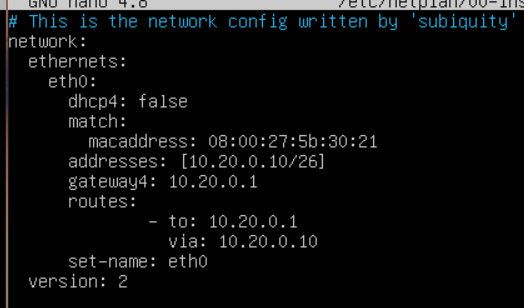 GNU nano 4.8 /etc/netplan/00-ins
# This is the network config written by 'subiquity'
network:
  ethernets:
    eth0:
      dhcp4: false
      match:
        macaddress: 08:00:27:5b:30:21
      addresses: [10.20.0.10/26]
      gateway4: 10.20.0.1
      routes:
              - to: 10.20.0.1
                via: 10.20.0.10
      set-name: eth0
  version: 2